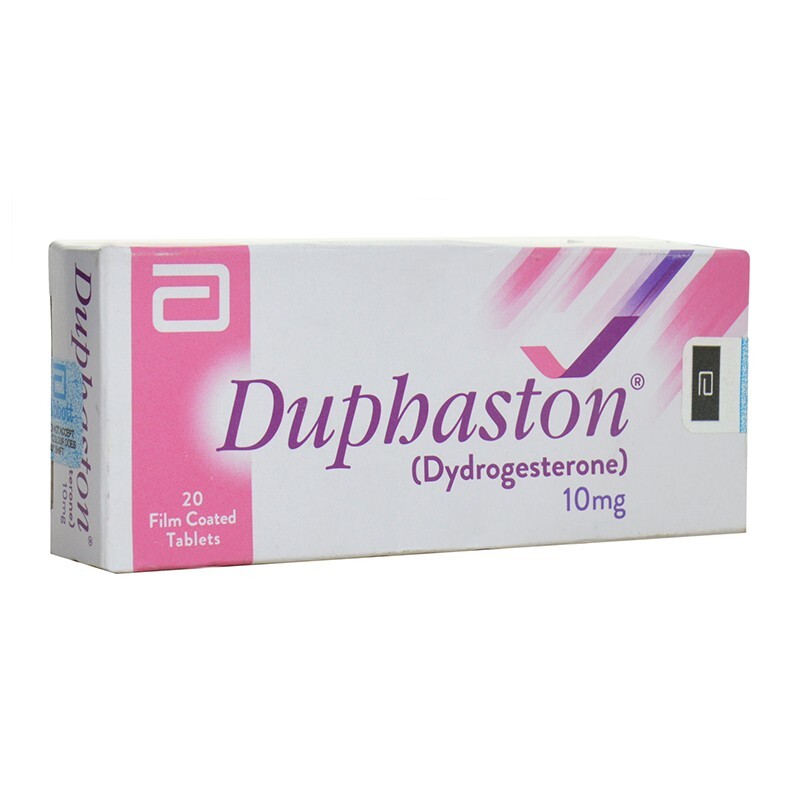 Duphaston®
(Dydrogesterone)
10mg
20
Film Coated
Tablets
Duphaston®
10mg